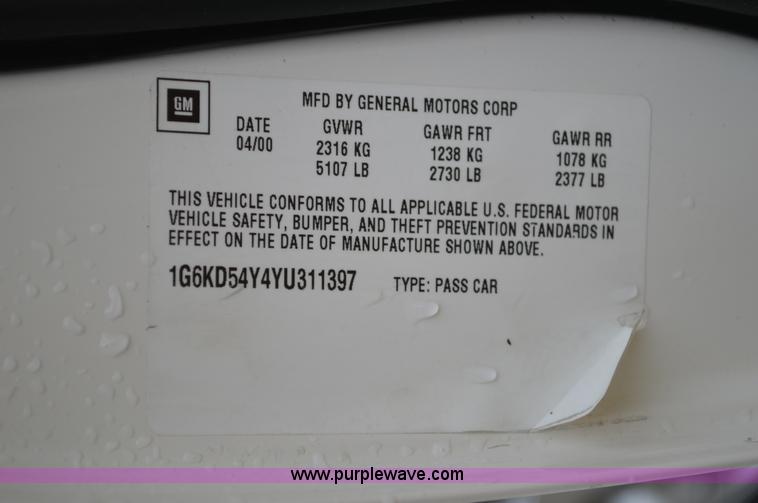 GM
MFD BY GENERAL MOTORS CORP
DATE GVWR GAWR FRT GAWR RR
04/00 2316 KG 1238 KG 1078 KG
5107 LB 2730 LB 2377 LB
THIS VEHICLE CONFORMS TO ALL APPLICABLE U.S. FEDERAL MOTOR
VEHICLE SAFETY, BUMPER, AND THEFT PREVENTION STANDARDS IN
EFFECT ON THE DATE OF MANUFACTURE SHOWN ABOVE.
1G6KD54Y4YU311397 TYPE: PASS CAR
www.purplewave.com